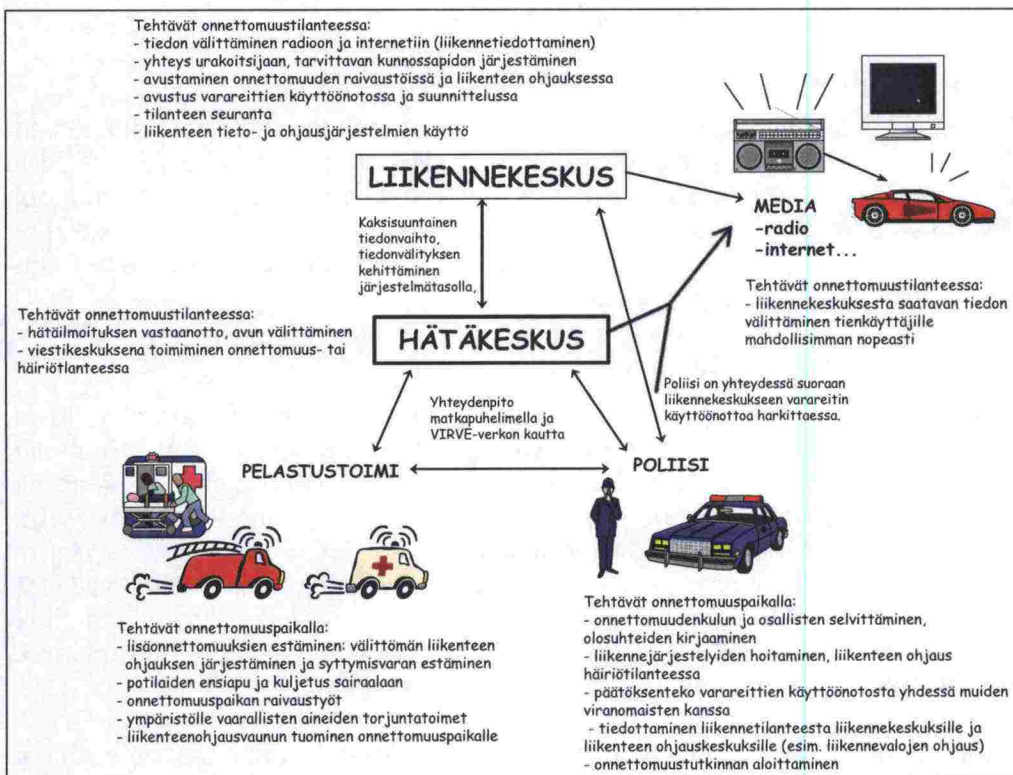 Tehtävät onnettomuustilanteessa:
- tiedon välittäminen radioon ja internetiin (liikennetiedottaminen)
- yhteys urakoitsijaan, tarvittavan kunnossapidon järjestäminen
- avustaminen onnettomuuden raivaustöissä ja liikenteen ohjauksessa
- avustus varareittien käyttöönotossa ja suunnittelussa
- tilanteen seuranta
- liikenteen tieto- ja ohjausjärjestelmien käyttö
LIIKENNEKESKUS
MEDIA
-radio
-internet...
Kaksisuuntainen
tiedonvaihto,
tiedonvälityksen
kehittäminen
järjestelmätasolla,
Tehtävät onnettomuustilanteessa:
- liikennekeskuksesta saatavan tiedon
välittäminen tienkäyttäjille
mahdollisimman nopeasti
Tehtävät onnettomuustilanteessa:
- hätäilmoituksen vastaanotto, avun välittäminen
- viestikeskuksena toimiminen onnettomuus- tai
häiriötlanteessa
HÄTÄKESKUS
Poliisi on yhteydessä suoraan
liikennekeskukseen varareitin
käyttöönottoa harkittaessa.
Yhteydenpito
matkapuhelimella ja
VIRVE-verkon kautta
PELASTUSTOIMI
POLIISI
Tehtävät onnettomuuspaikalla:
- lisäonnettomuuksien estäminen: välittömän liikenteen
ohjauksen järjestäminen ja syttymisvaran estäminen
- potilaiden ensiapu ja kuljetus sairaalaan
- onnettomuuspaikan raivaustyöt
- ympäristölle vaarallisten aineiden torjuntatoimet
- liikenteenohjausvaunun tuominen onnettomuuspaikalle
Tehtävät onnettomuuspaikalla:
- onnettomuudenkulun ja osallisten selvittäminen,
olosuhteiden kirjaaminen
- liikennejärjestelyiden hoitaminen, liikenteen ohjaus
häiriötilanteessa
- päätöksenteko varareittien käyttöönotosta yhdessä muiden
viranomaisten kanssa
- tiedottaminen liikennetilanteesta liikennekeskuksille ja
liikenteen ohjauskeskuksille (esim. liikennevalojen ohjaus)
- onnettomuustutkinnan aloittaminen